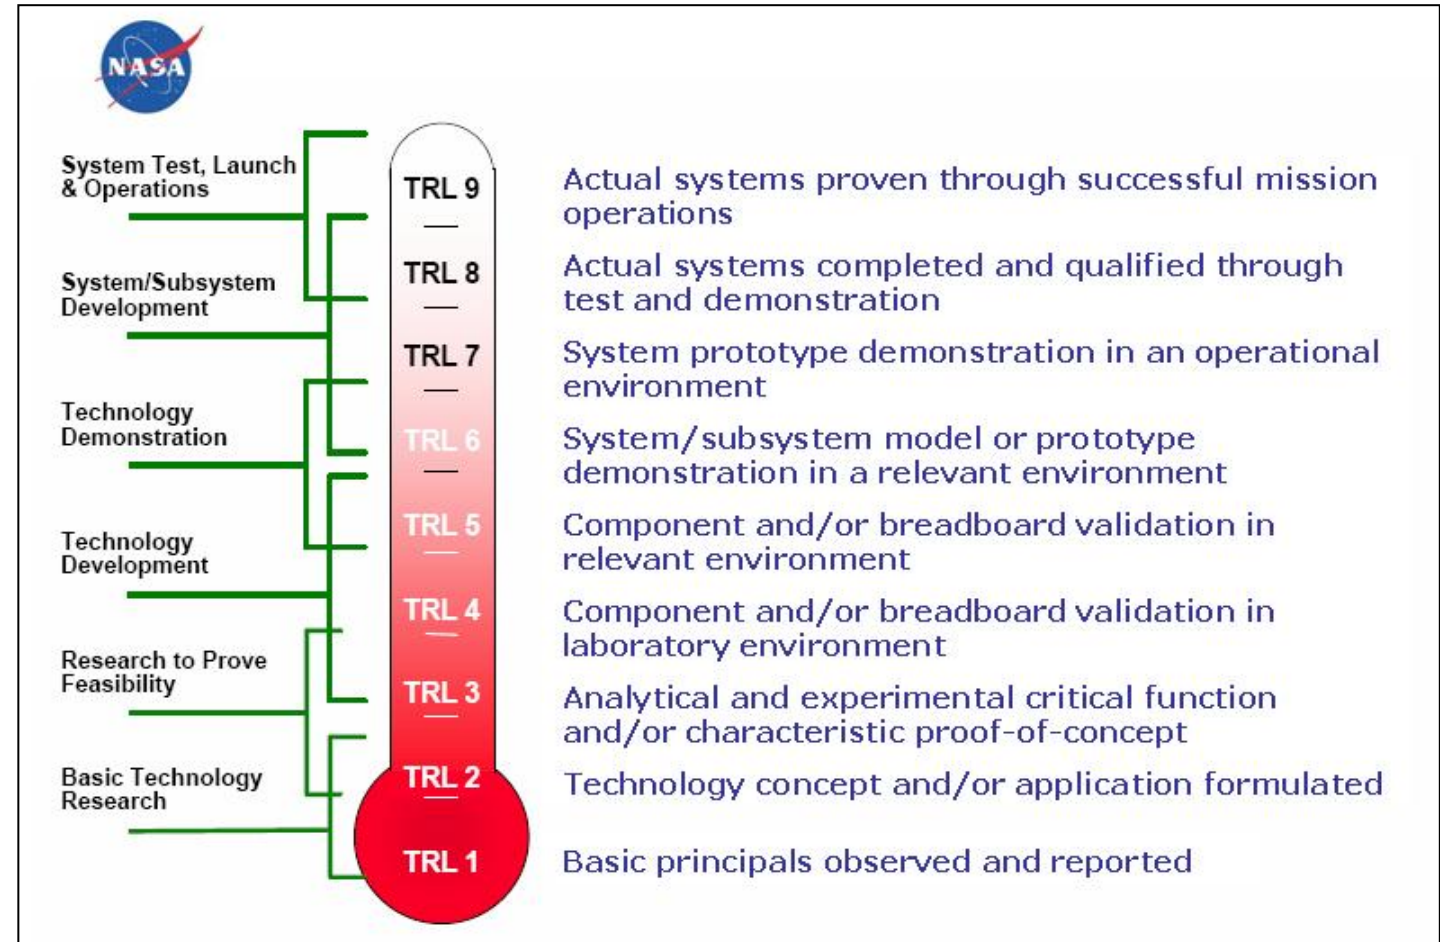 NASA
System Test, Launch
& Operations
System/Subsystem
Development
Technology
Demonstration
Technology
Development
Research to Prove
Feasibility
Basic Technology
Research
TRL 9
TRL 8
TRL 7
TRL 6
TRL 5
TRL 4
TRL 3
TRL 2
TRL 1
Actual systems proven through successful mission
operations
Actual systems completed and qualified through
test and demonstration
System prototype demonstration in an operational
environment
System/subsystem model or prototype
demonstration in a relevant environment
Component and/or breadboard validation in
relevant environment
Component and/or breadboard validation in
laboratory environment
Analytical and experimental critical function
and/or characteristic proof-of-concept
Technology concept and/or application formulated
Basic principals observed and reported